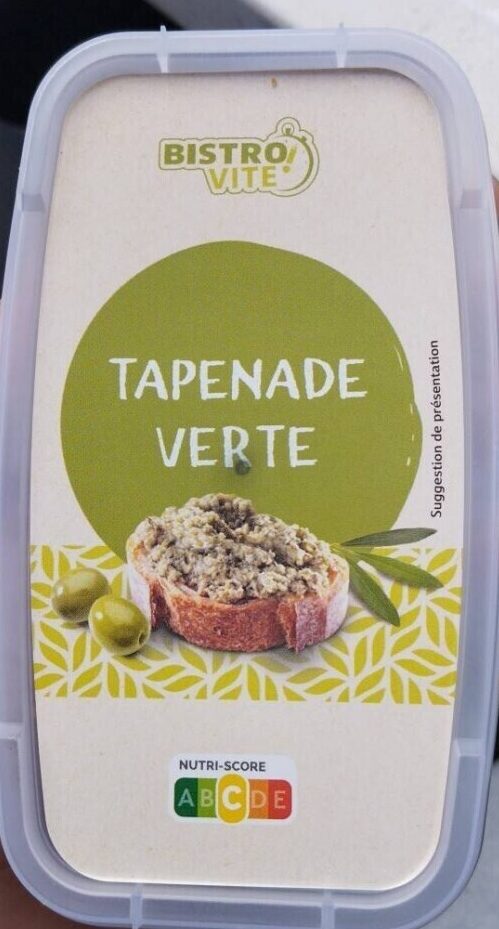 BISTRO!
VITE
TAPENADE
VERTE
Suggestion de présentation
NUTRI-SCORE
A B C D E